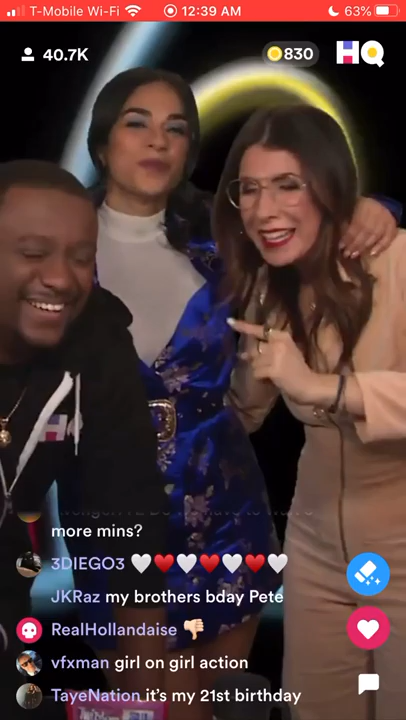 T-Mobile Wi-Fi 12:39 AM 63%
40.7K 830 HQ
more mins?
3DIEGO3 🤍❤️🤍❤️🤍❤️🤍
JKRaz my brothers bday Pete
RealHollandaise 👎🏻
vfxman girl on girl action
TayeNation it's my 21st birthday